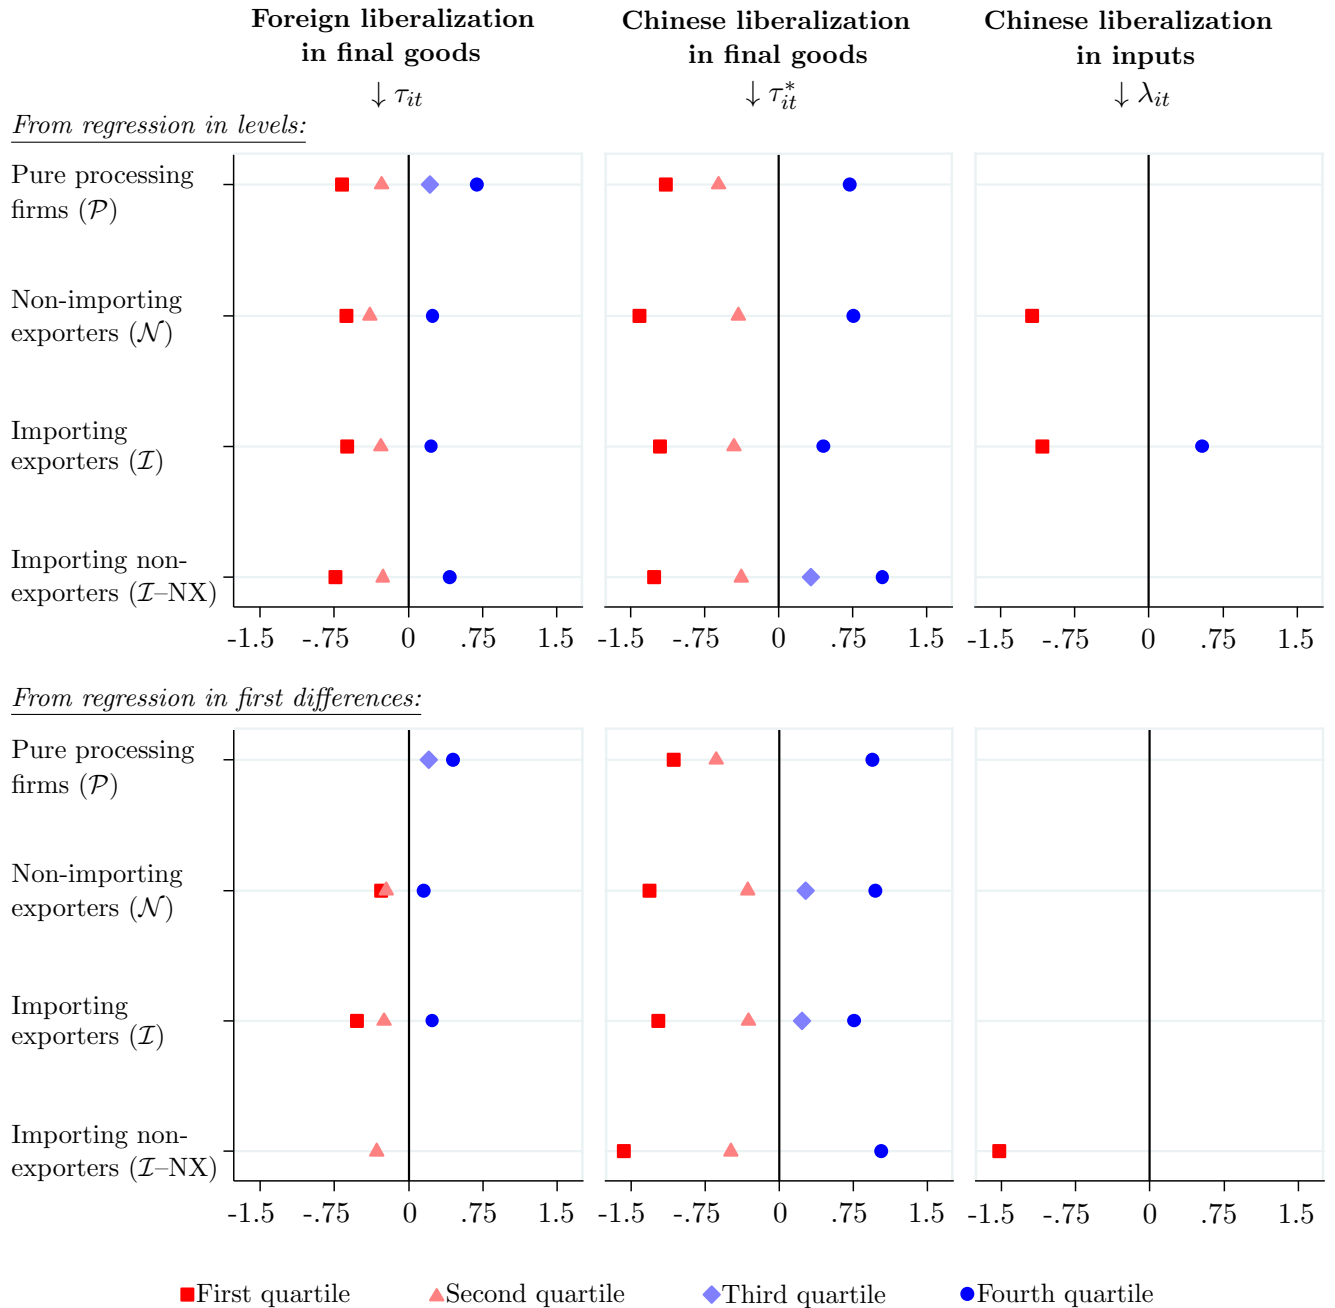 Foreign liberalization
in final goods
↓ τit
Chinese liberalization
in final goods
↓ τ*it
Chinese liberalization
in inputs
↓ λit
From regression in levels:
Pure processing
firms (𝒫)
Non-importing
exporters (𝒩)
Importing
exporters (ℐ)
Importing non-
exporters (ℐ–NX)
-1.5 -.75 0 .75 1.5
-1.5 -.75 0 .75 1.5
-1.5 -.75 0 .75 1.5
From regression in first differences:
Pure processing
firms (𝒫)
Non-importing
exporters (𝒩)
Importing
exporters (ℐ)
Importing non-
exporters (ℐ–NX)
-1.5 -.75 0 .75 1.5
-1.5 -.75 0 .75 1.5
-1.5 -.75 0 .75 1.5
First quartile Second quartile Third quartile Fourth quartile